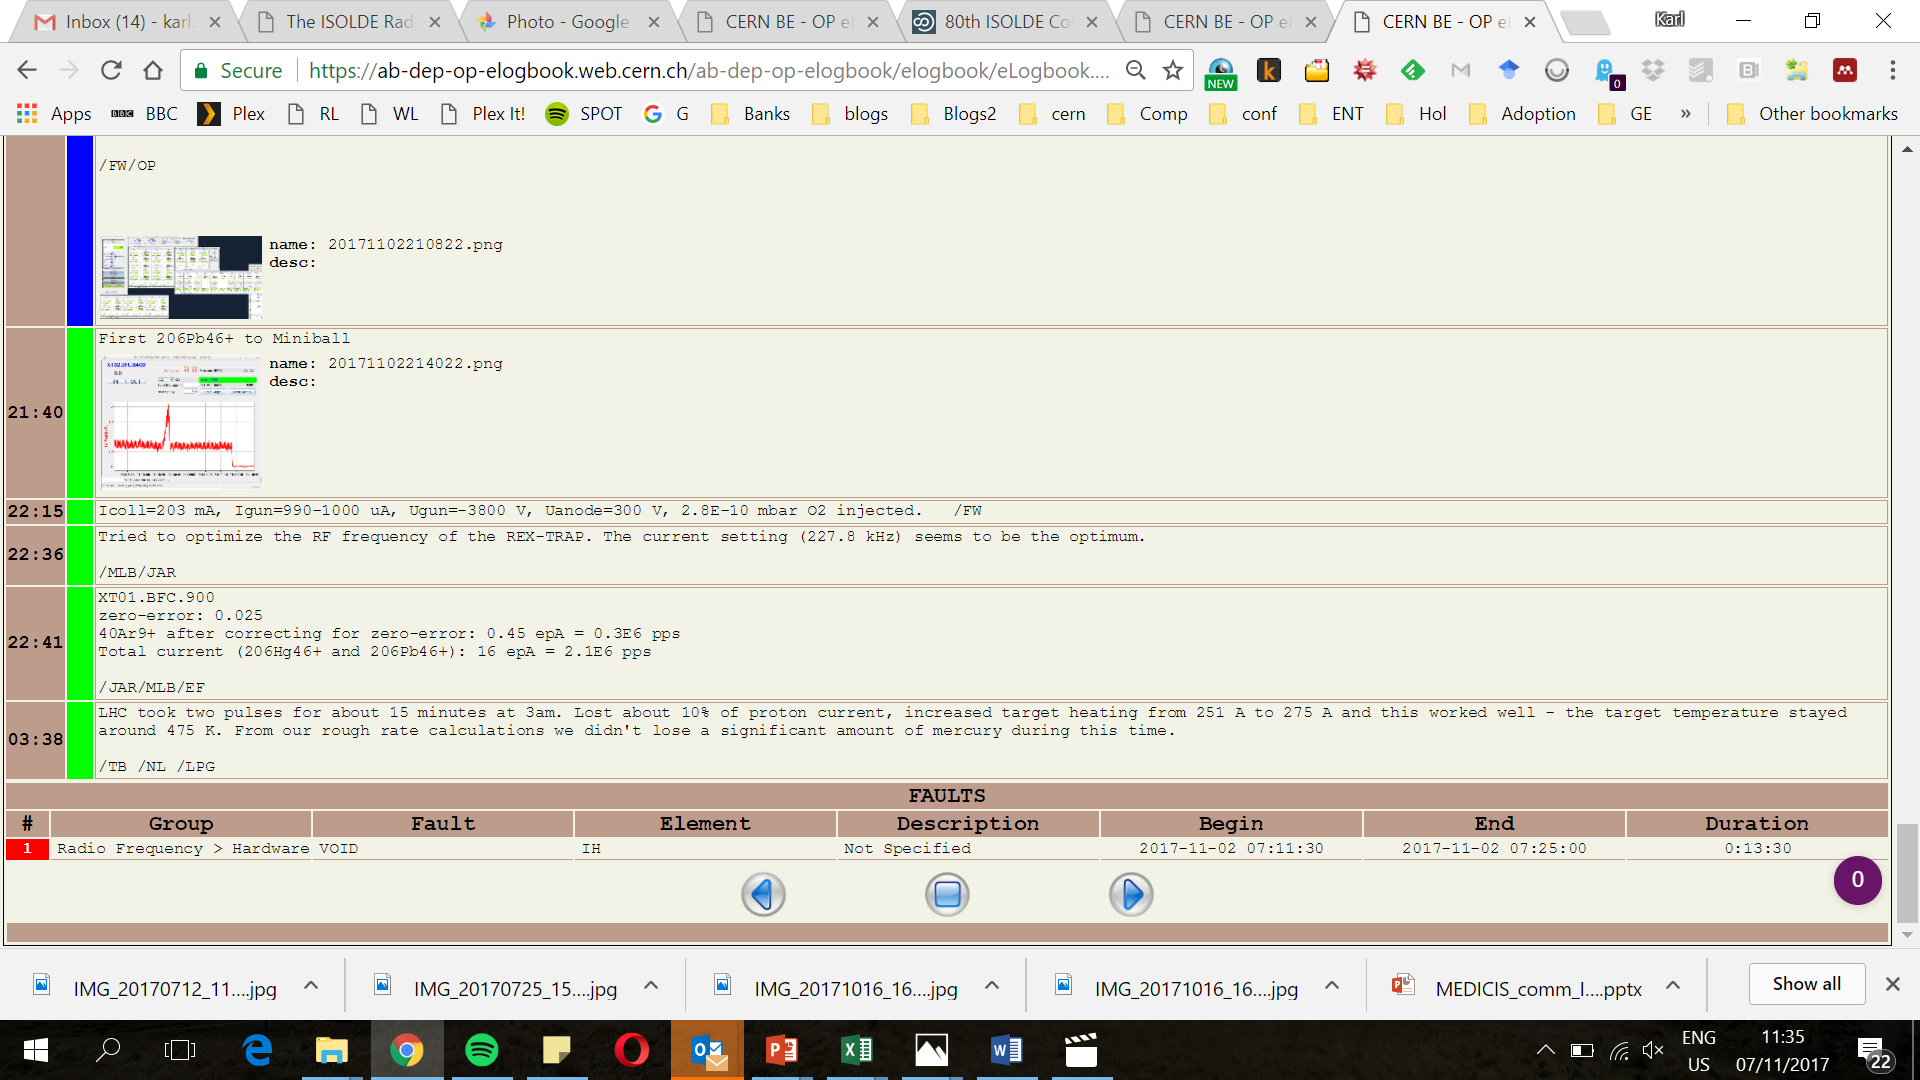 Inbox (14) - karl
The ISOLDE Rad
Photo - Google
CERN BE - OP el
80th ISOLDE Co
CERN BE - OP el
CERN BE - OP el
Karl
Secure
https://ab-dep-op-elogbook.web.cern.ch/ab-dep-op-elogbook/elogbook/eLogbook....
NEW
0
Apps
BBC
BBC
Plex
RL
WL
Plex It!
SPOT
G
Banks
blogs
Blogs2
cern
Comp
conf
ENT
Hol
Adoption
GE
»
Other bookmarks
/FW/OP
name: 20171102210822.png
desc:
21:40
First 206Pb46+ to Miniball
name: 20171102214022.png
desc:
22:15
Icoll=203 mA, Igun=990-1000 uA, Ugun=-3800 V, Uanode=300 V, 2.8E-10 mbar O2 injected. /FW
22:36
Tried to optimize the RF frequency of the REX-TRAP. The current setting (227.8 kHz) seems to be the optimum.
/MLB/JAR
22:41
XT01.BFC.900
zero-error: 0.025
40Ar9+ after correcting for zero-error: 0.45 epA = 0.3E6 pps
Total current (206Hg46+ and 206Pb46+): 16 epA = 2.1E6 pps
/JAR/MLB/EF
03:38
LHC took two pulses for about 15 minutes at 3am. Lost about 10% of proton current, increased target heating from 251 A to 275 A and this worked well - the target temperature stayed
around 475 K. From our rough rate calculations we didn't lose a significant amount of mercury during this time.
/TB /NL /LPG
FAULTS
# Group Fault Element Description Begin End Duration
1 Radio Frequency > Hardware VOID IH Not Specified 2017-11-02 07:11:30 2017-11-02 07:25:00 0:13:30
0
IMG_20170712_11....jpg
IMG_20170725_15....jpg
IMG_20171016_16....jpg
IMG_20171016_16....jpg
MEDICIS_comm_I....pptx
Show all
ENG
US
11:35
07/11/2017
22